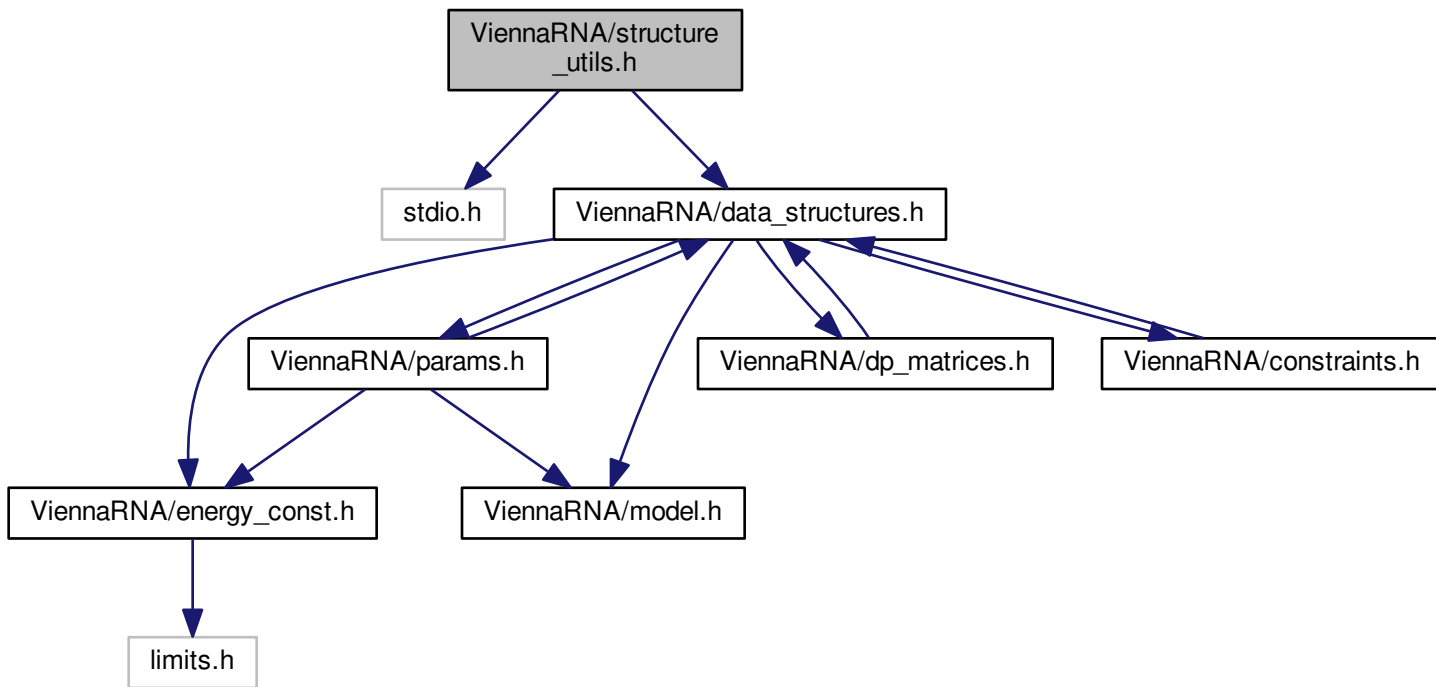 ViennaRNA/structure
_utils.h
stdio.h
ViennaRNA/data_structures.h
ViennaRNA/params.h
ViennaRNA/dp_matrices.h
ViennaRNA/constraints.h
ViennaRNA/energy_const.h
ViennaRNA/model.h
limits.h